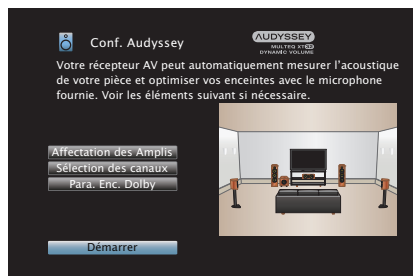 Conf. Audyssey
AUDYSSEY
MULTEQ XT32
DYNAMIC VOLUME
Votre récepteur AV peut automatiquement mesurer l'acoustique
de votre pièce et optimiser vos enceintes avec le microphone
fournie. Voir les éléments suivant si nécessaire.
Affectation des Amplis
Sélection des canaux
Para. Enc. Dolby
Démarrer